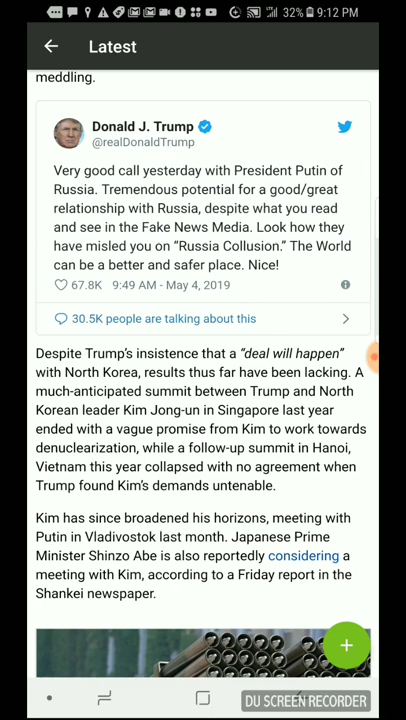 32% 9:12 PM
Latest
meddling.
Donald J. Trump
@realDonaldTrump
Very good call yesterday with President Putin of
Russia. Tremendous potential for a good/great
relationship with Russia, despite what you read
and see in the Fake News Media. Look how they
have misled you on “Russia Collusion.” The World
can be a better and safer place. Nice!
67.8K 9:49 AM - May 4, 2019
30.5K people are talking about this
Despite Trump’s insistence that a “deal will happen”
with North Korea, results thus far have been lacking. A
much-anticipated summit between Trump and North
Korean leader Kim Jong-un in Singapore last year
ended with a vague promise from Kim to work towards
denuclearization, while a follow-up summit in Hanoi,
Vietnam this year collapsed with no agreement when
Trump found Kim’s demands untenable.
Kim has since broadened his horizons, meeting with
Putin in Vladivostok last month. Japanese Prime
Minister Shinzo Abe is also reportedly considering a
meeting with Kim, according to a Friday report in the
Shankei newspaper.
DU SCREEN RECORDER